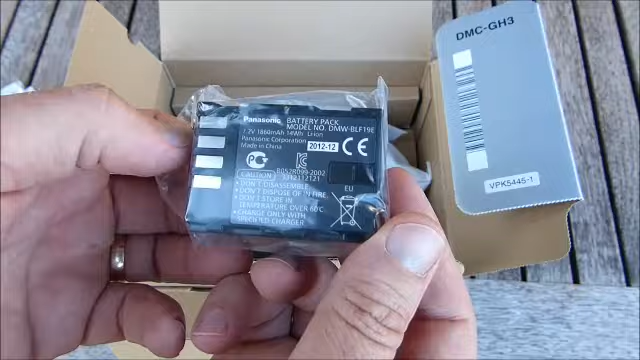 DMC-GH3
Panasonic BATTERY PACK
MODEL NO. DMW-BLF19E
7.2V 1860mAh 14Wh Li-ion
Panasonic Corporation
Made in China
2012-12
CE
CAUTION
DON'T DISASSEMBLE
DON'T DISPOSE OF IN FIRE
DON'T STORE IN
TEMPERATURE OVER 60°C
CHARGE ONLY WITH
SPECIFIED CHARGER
EU
VPK5445-1